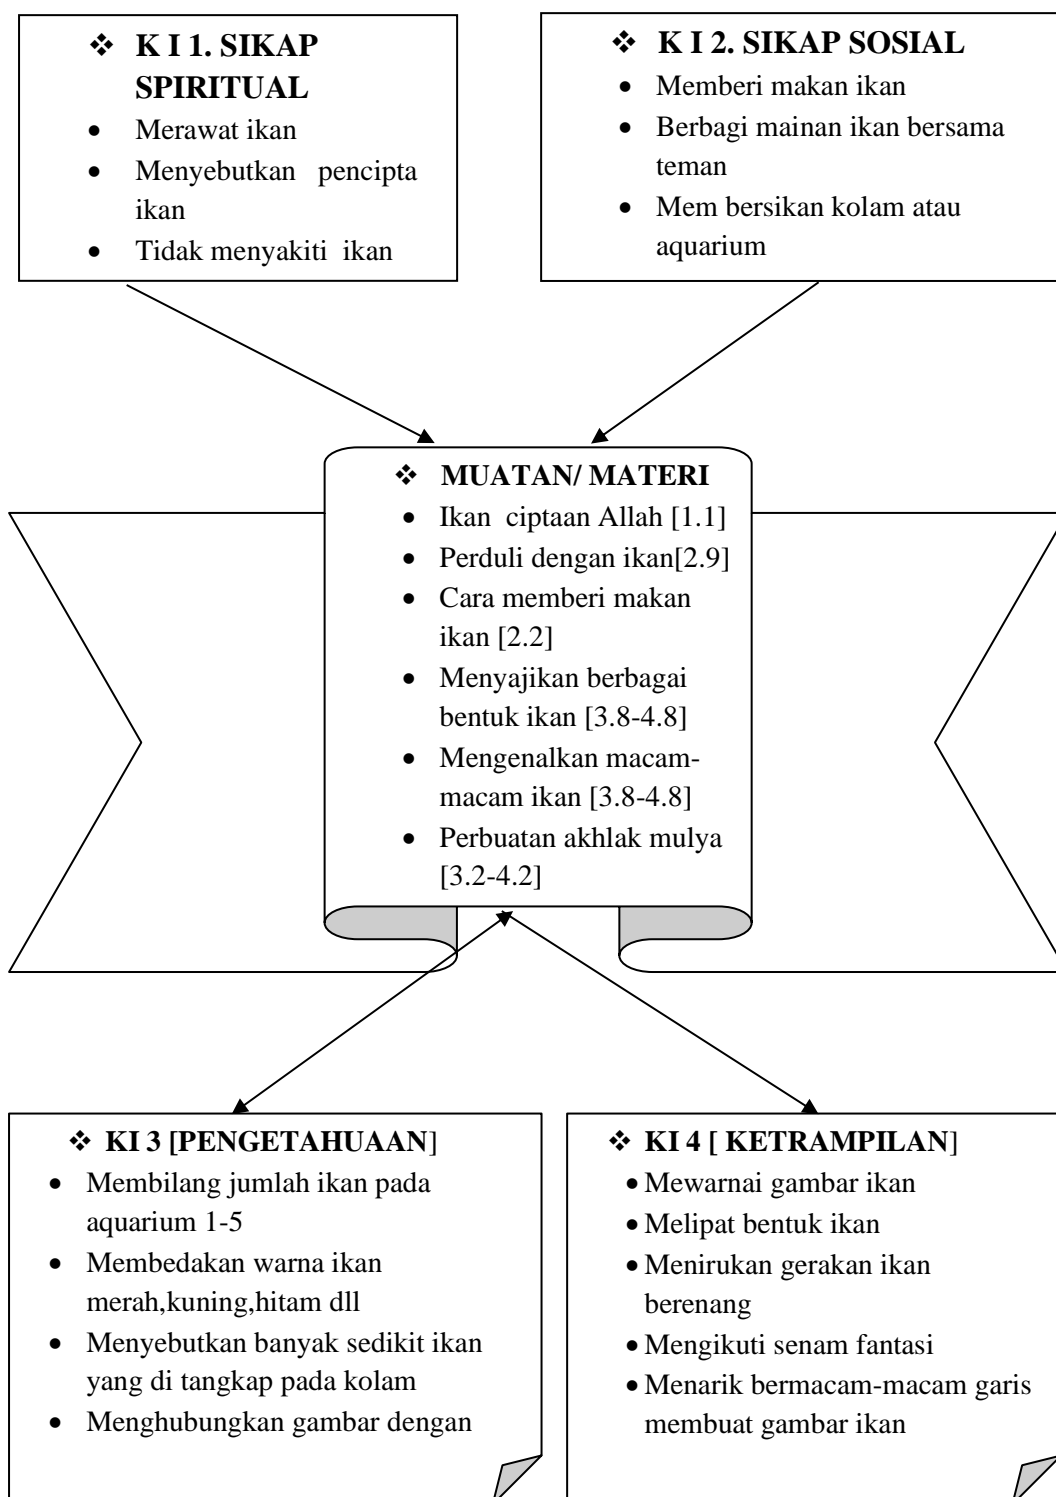 ❖ K I 1. SIKAP
SPIRITUAL
• Merawat ikan
• Menyebutkan pencipta
ikan
• Tidak menyakiti ikan
❖ K I 2. SIKAP SOSIAL
• Memberi makan ikan
• Berbagi mainan ikan bersama
teman
• Mem bersikan kolam atau
aquarium
❖ MUATAN/ MATERI
• Ikan ciptaan Allah [1.1]
• Perduli dengan ikan[2.9]
• Cara memberi makan
ikan [2.2]
• Menyajikan berbagai
bentuk ikan [3.8-4.8]
• Mengenalkan macam-
macam ikan [3.8-4.8]
• Perbuatan akhlak mulya
[3.2-4.2]
❖ KI 3 [PENGETAHUAAN]
• Membilang jumlah ikan pada
aquarium 1-5
• Membedakan warna ikan
merah,kuning,hitam dll
• Menyebutkan banyak sedikit ikan
yang di tangkap pada kolam
• Menghubungkan gambar dengan
❖ KI 4 [ KETRAMPILAN]
• Mewarnai gambar ikan
• Melipat bentuk ikan
• Menirukan gerakan ikan
berenang
• Mengikuti senam fantasi
• Menarik bermacam-macam garis
membuat gambar ikan